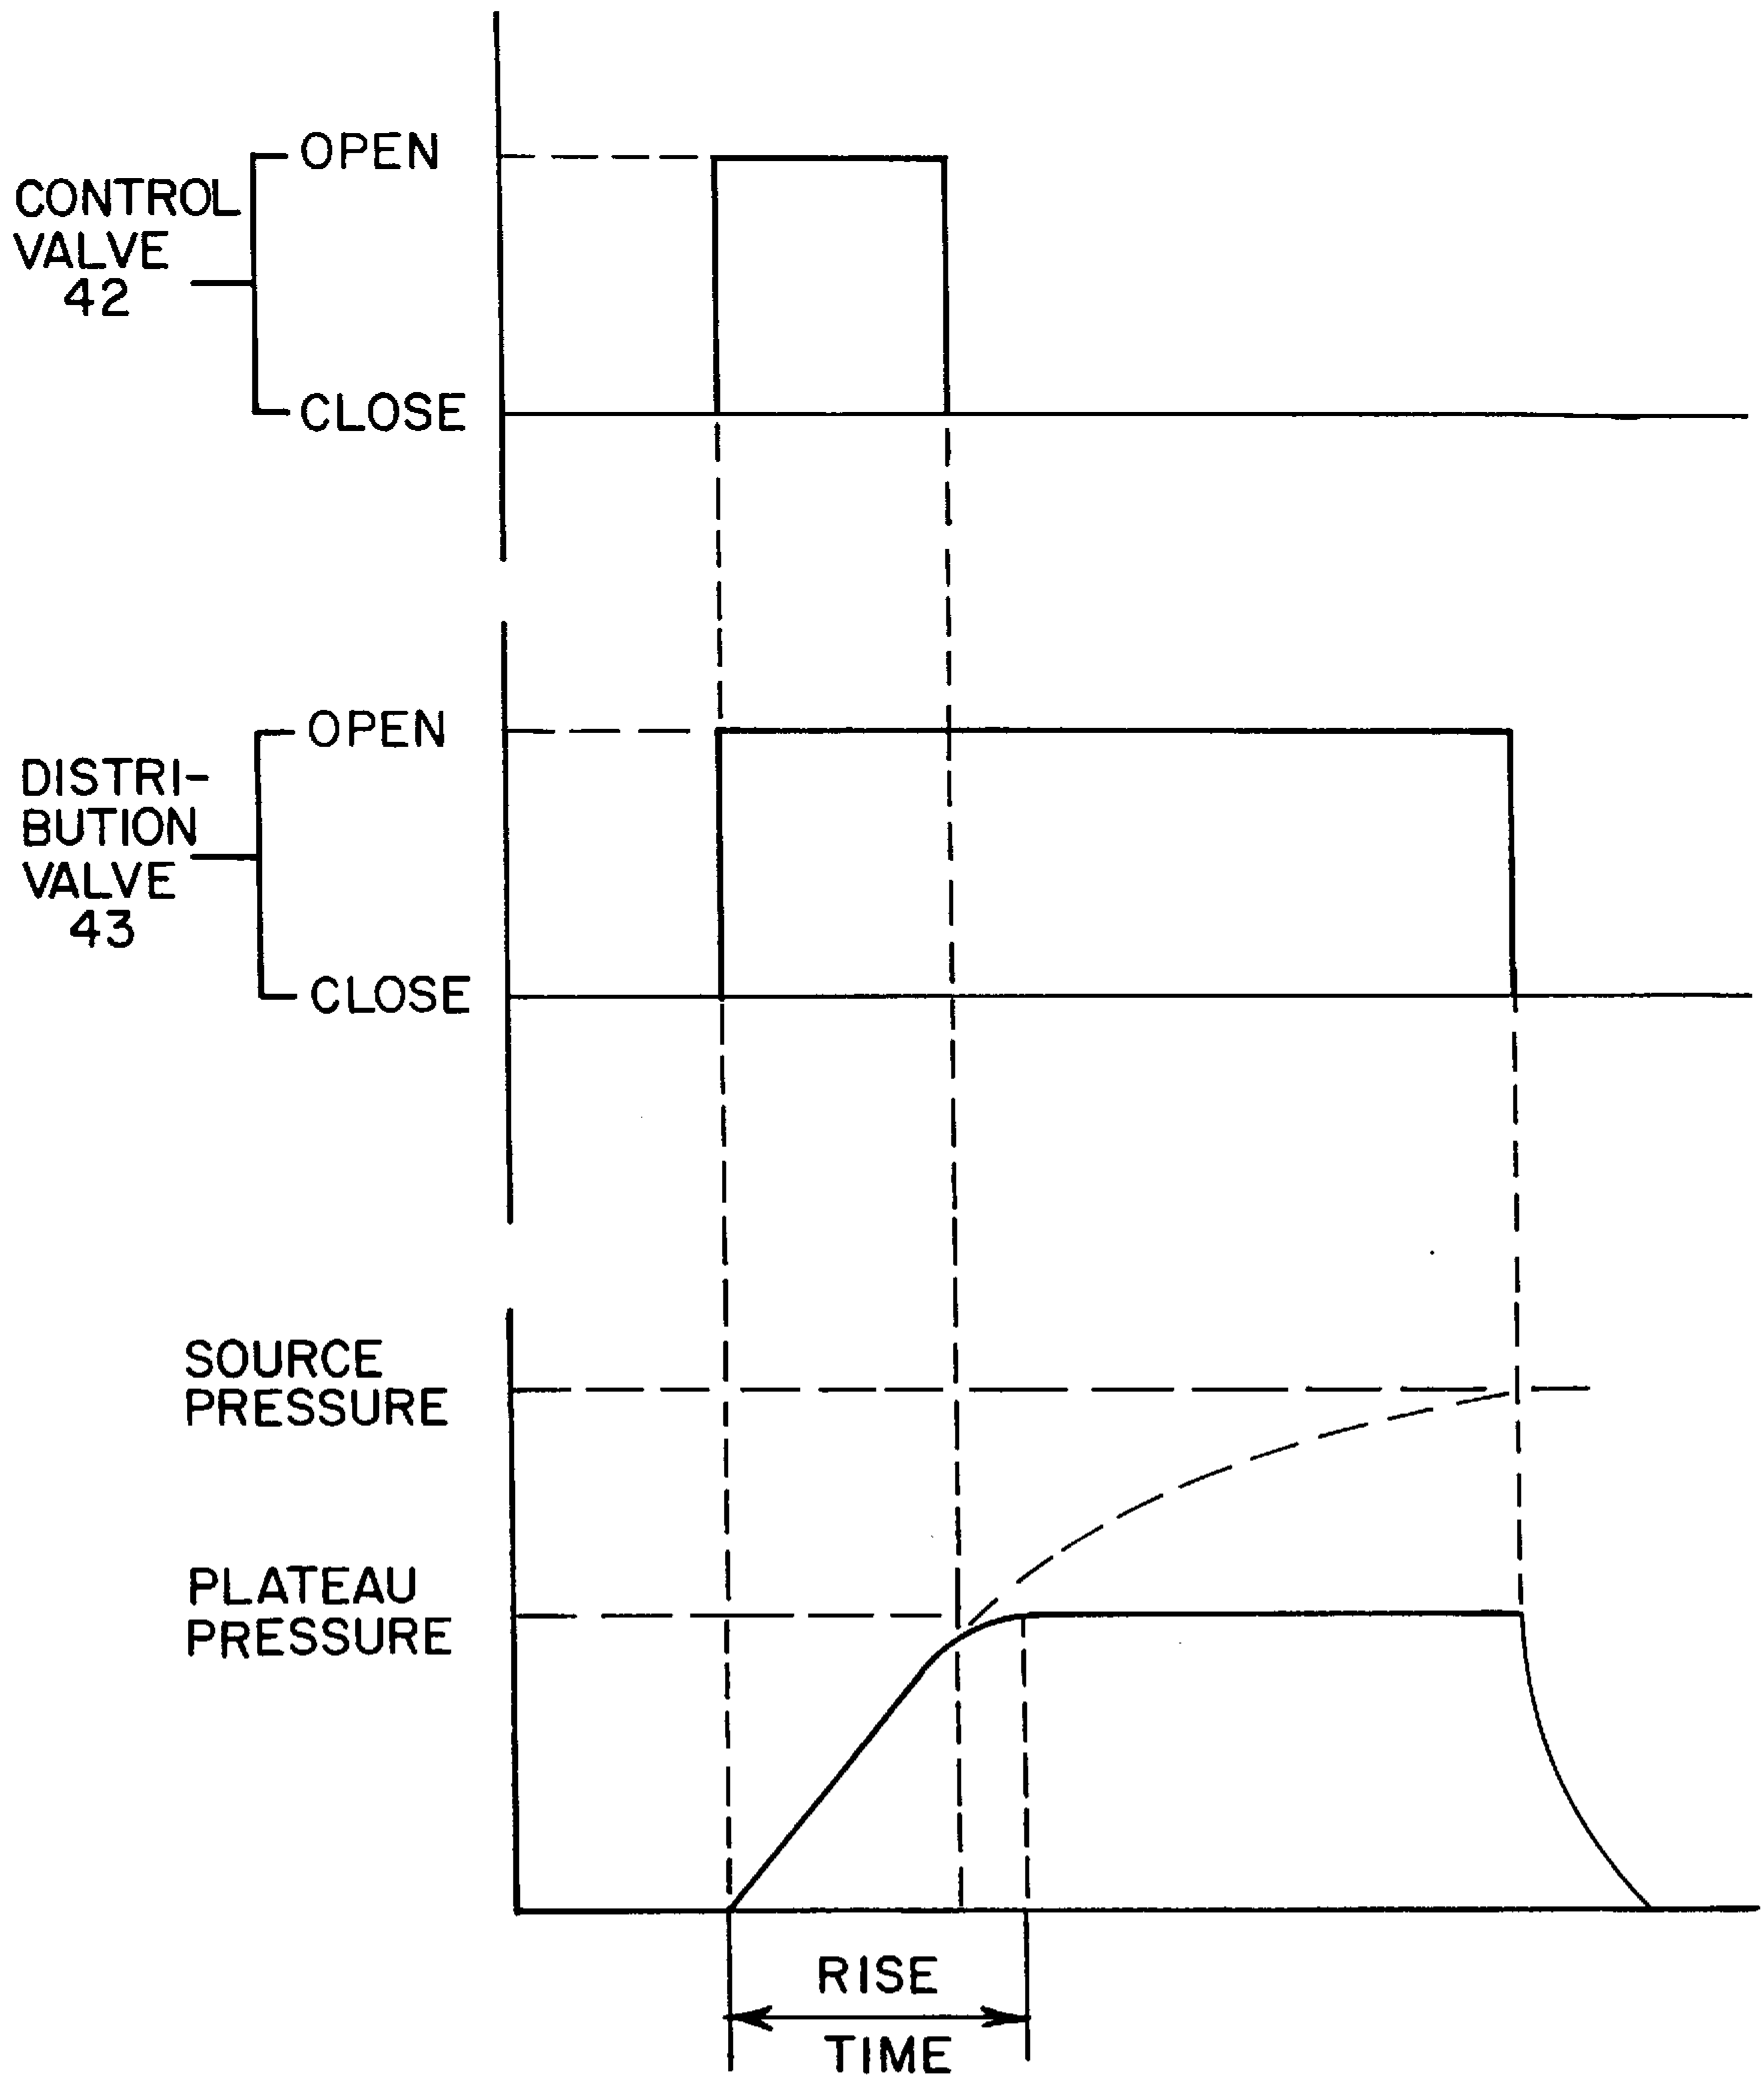 OPEN
CONTROL
VALVE
42
CLOSE
OPEN
DISTRI-
BUTION
VALVE
43
CLOSE
SOURCE
PRESSURE
PLATEAU
PRESSURE
RISE
TIME